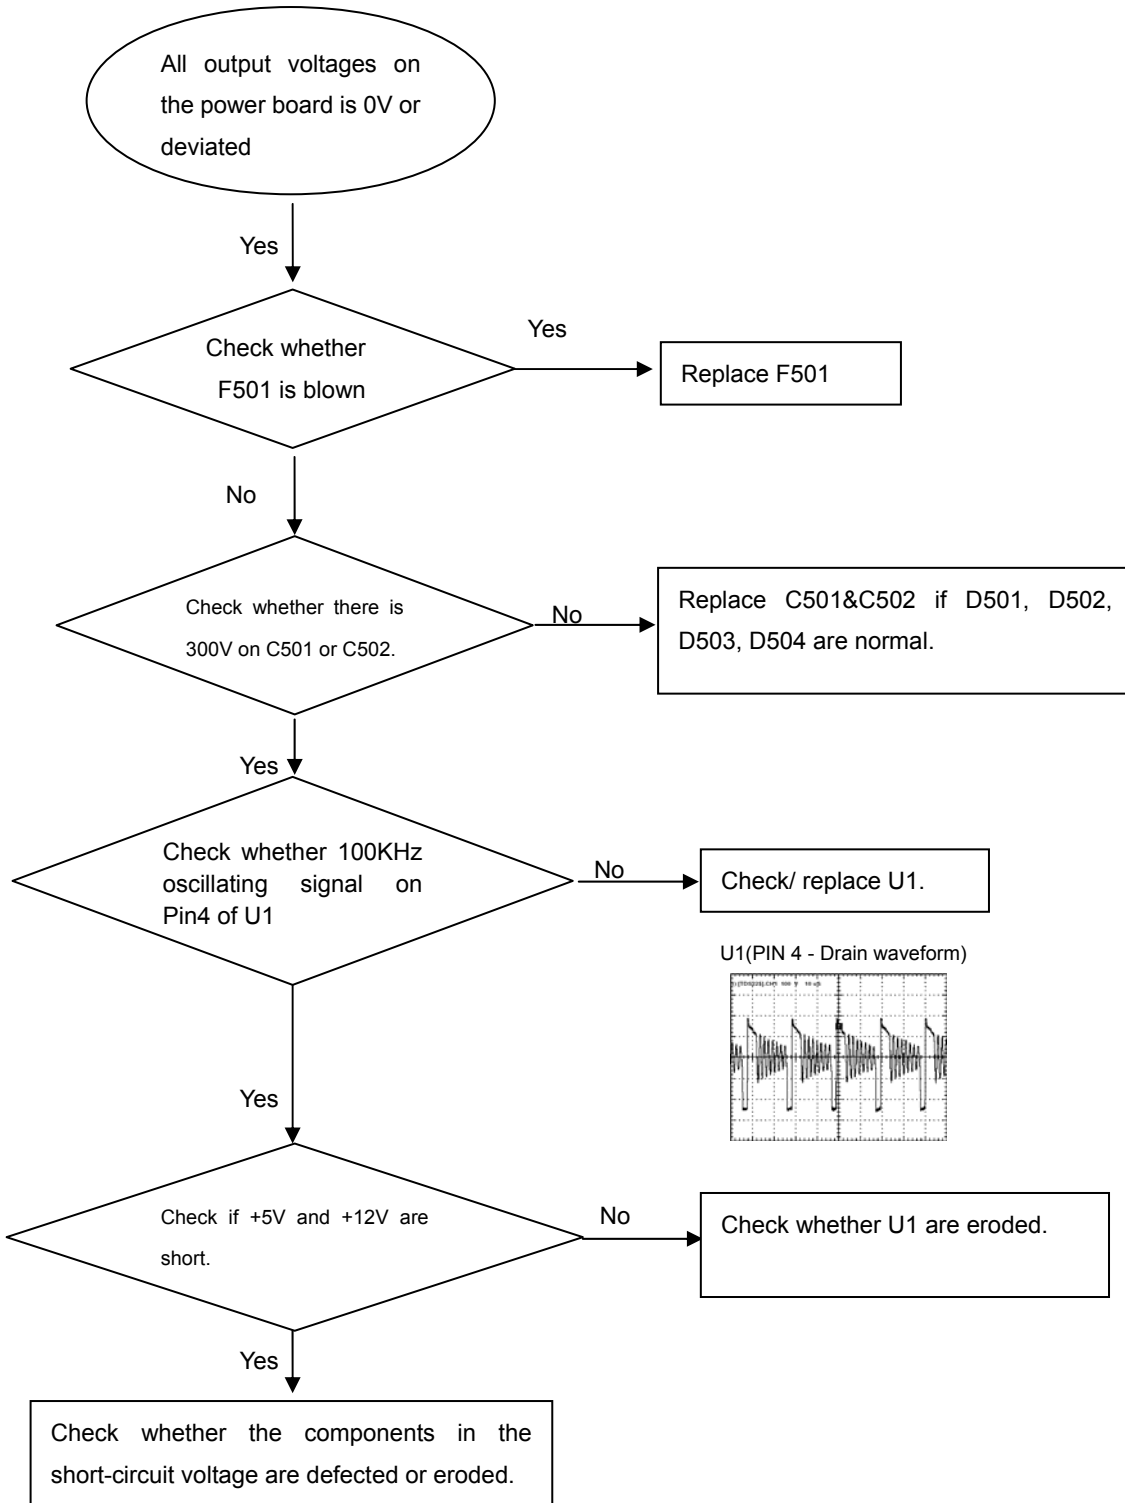 All output voltages on
the power board is 0V or
deviated
Yes
Check whether
F501 is blown
Yes
Replace F501
No
Check whether there is
300V on C501 or C502.
No
Replace C501&C502 if D501, D502,
D503, D504 are normal.
Yes
Check whether 100KHz
oscillating signal on
Pin4 of U1
No
Check/ replace U1.
U1(PIN 4 - Drain waveform)
Yes
Check if +5V and +12V are
short.
No
Check whether U1 are eroded.
Yes
Check whether the components in the
short-circuit voltage are defected or eroded.